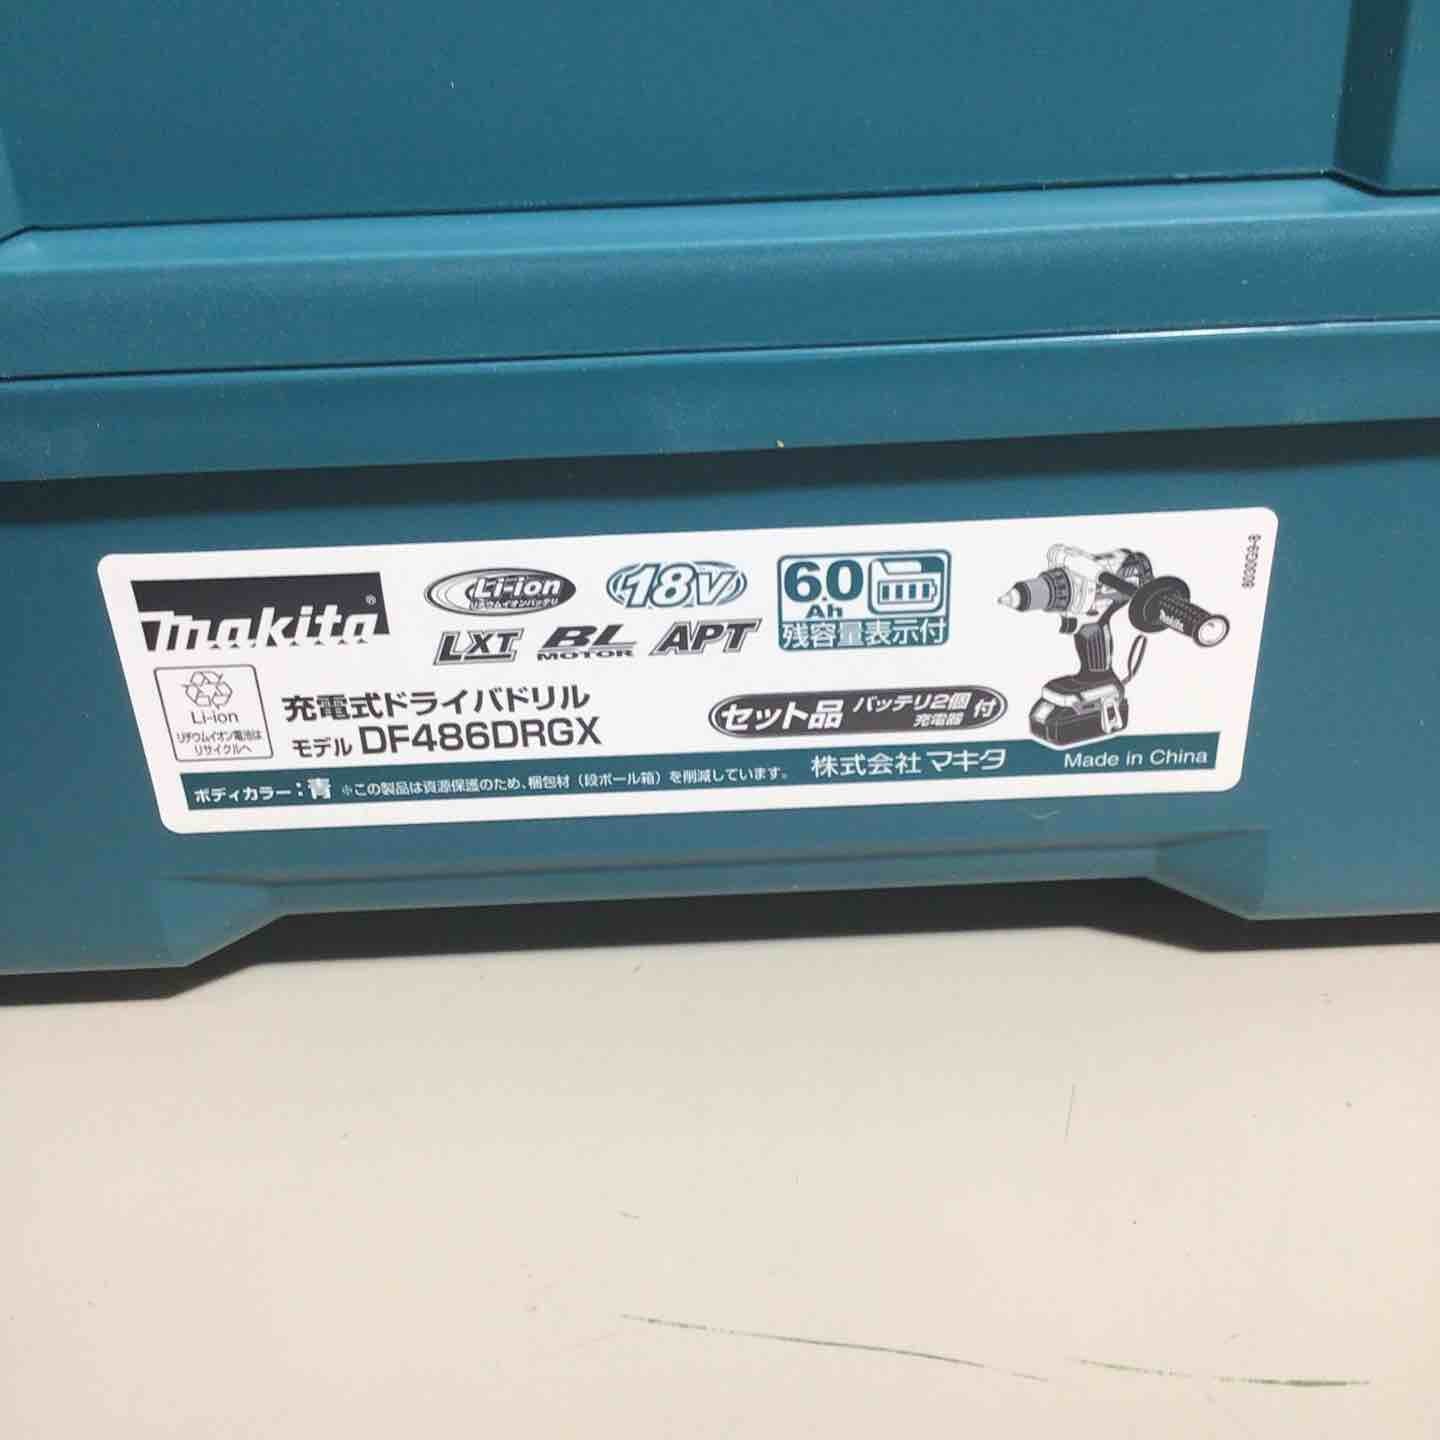 makita®
Li-ion
リチウムイオンバッテリ
18V
6.0
Ah
残容量表示付
LXT BL MOTOR APT
Li-ion
リチウムイオン電池は
リサイクルへ
充電式ドライバドリル
モデル DF486DRGX
セット品 バッテリ2個 充電器 付
ボディカラー：青 ※この製品は資源保護のため、梱包材（段ボール箱）を削減しています。
株式会社 マキタ
Made in China
8030G9-6